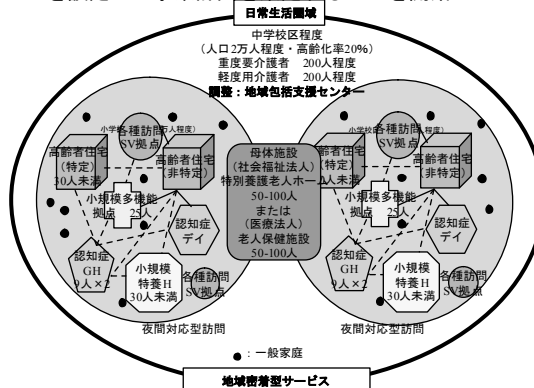 日常生活圏域
中学校区程度
(人口2万人程度・高齢化率20%)
重度要介護者 200人程度
軽度用介護者 200人程度
調整：地域包括支援センター
各種訪問
SV拠点
高齢者住宅
(特定)
30人未満
高齢者住宅
(非特定)
小規模多機能
拠点 25人
認知症
デイ
認知症
GH
9人×2
小規模
特養H
30人未満
各種訪問
SV拠点
夜間対応型訪問
母体施設
(社会福祉法人)
特別養護老人ホー
50-100人
または
(医療法人)
老人保健施設
50-100人
各種訪問
SV拠点
高齢者住宅
(特定)
高齢者住宅
(非特定)
小規模多機能
拠点 25人
認知症
デイ
認知症
GH
9人×2
小規模
特養H
30人未満
各種訪問
SV拠点
夜間対応型訪問
●：一般家庭
地域密着型サービス